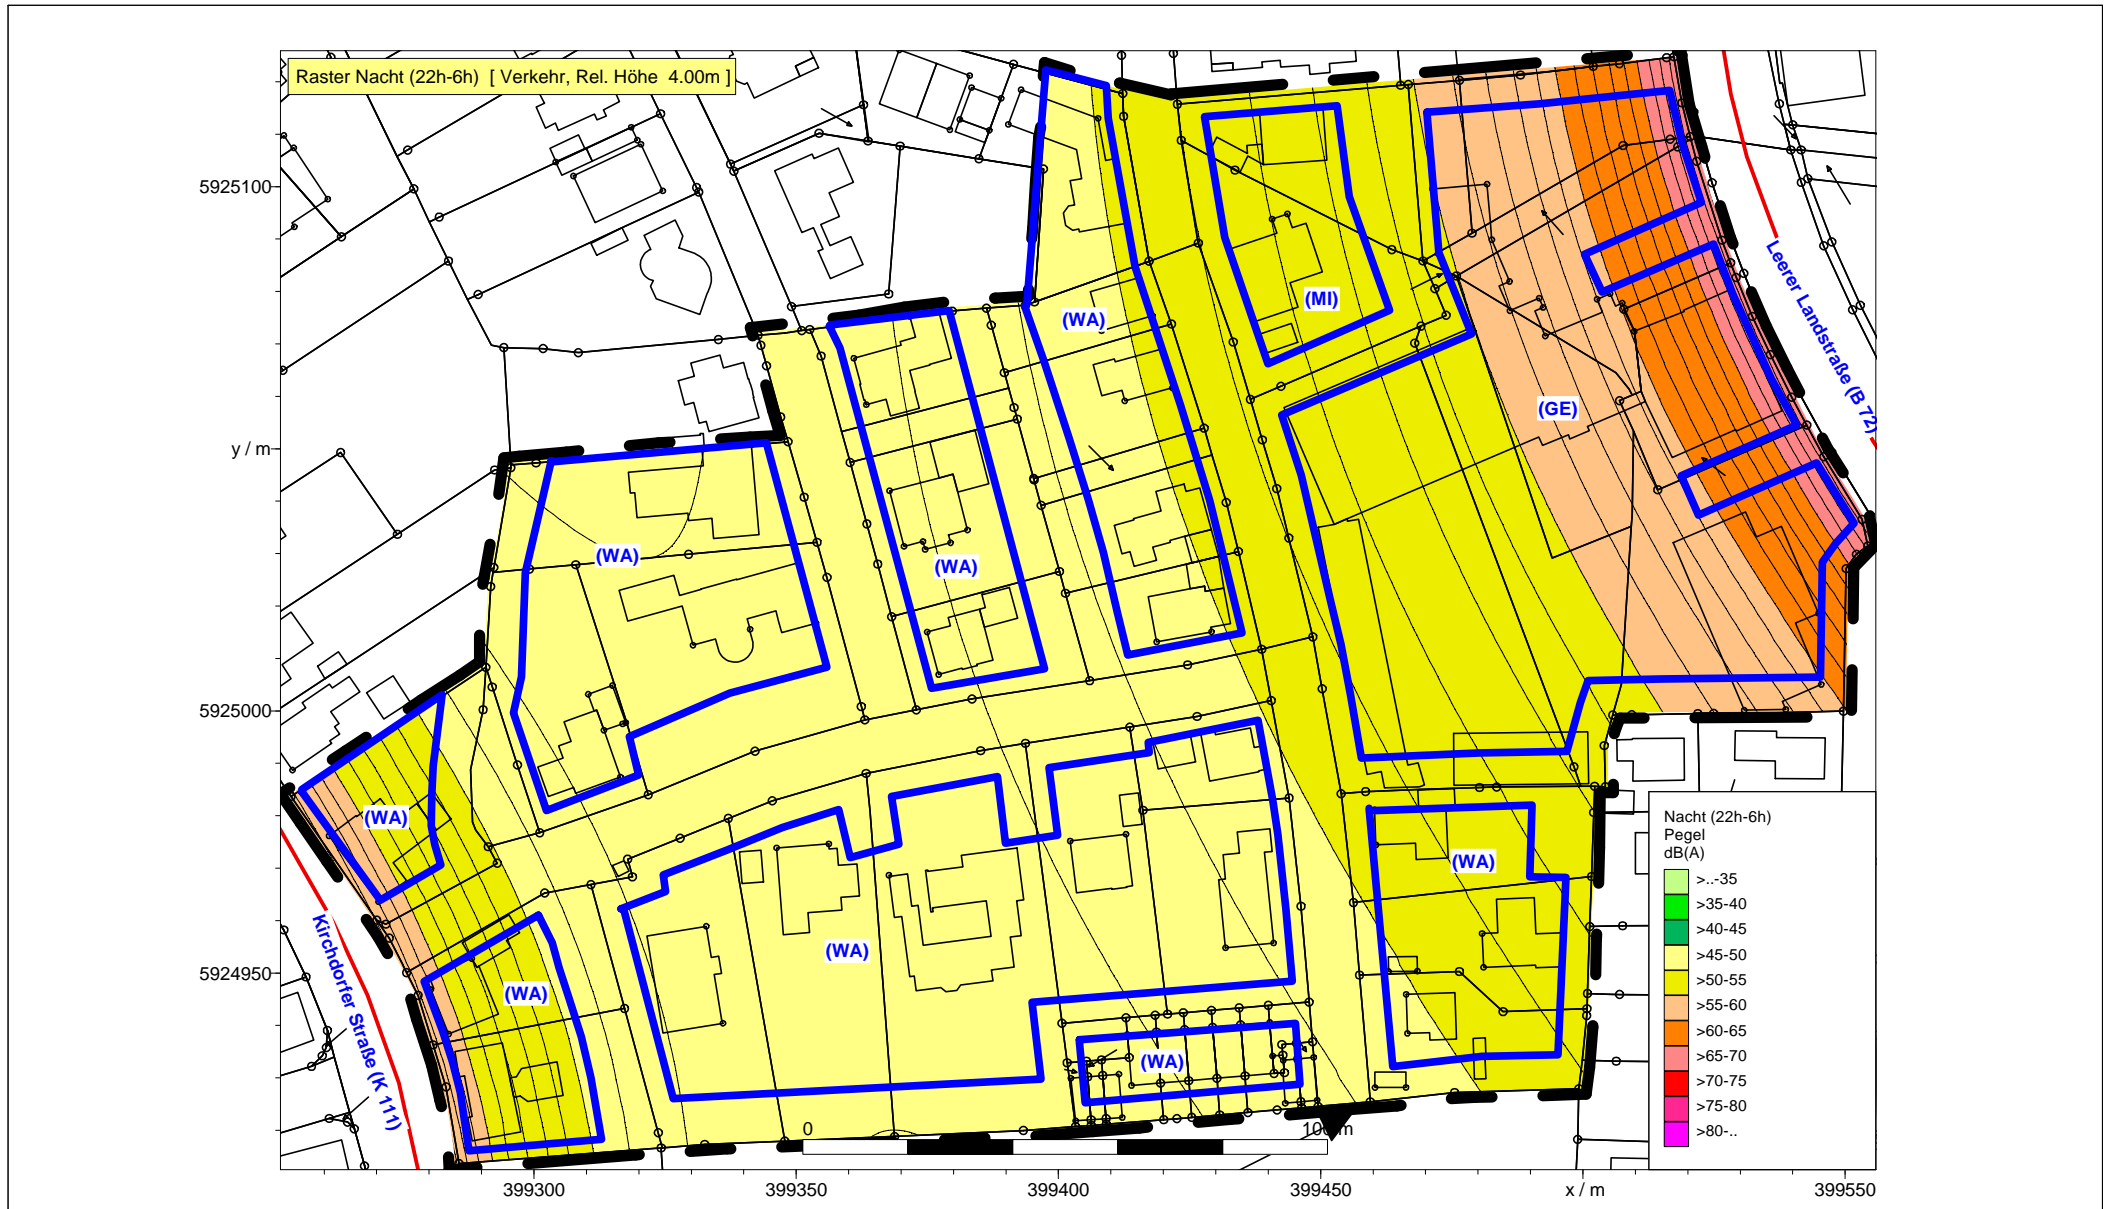 Raster Nacht (22h-6h) [ Verkehr, Rel. Höhe 4.00m ]
5925100
y / m
5925000
5924950
(WA)
(MI)
(GE)
(WA)
(WA)
(WA)
(WA)
(WA)
(WA)
(WA)
(WA)
Leerer Landstraße (B 72)
Kirchdorfer Straße (K 111)
0
100 m
Nacht (22h-6h)
Pegel
dB(A)
>..-35
>35-40
>40-45
>45-50
>50-55
>55-60
>60-65
>65-70
>70-75
>75-80
>80-..
399300
399350
399400
399450
x / m
399550